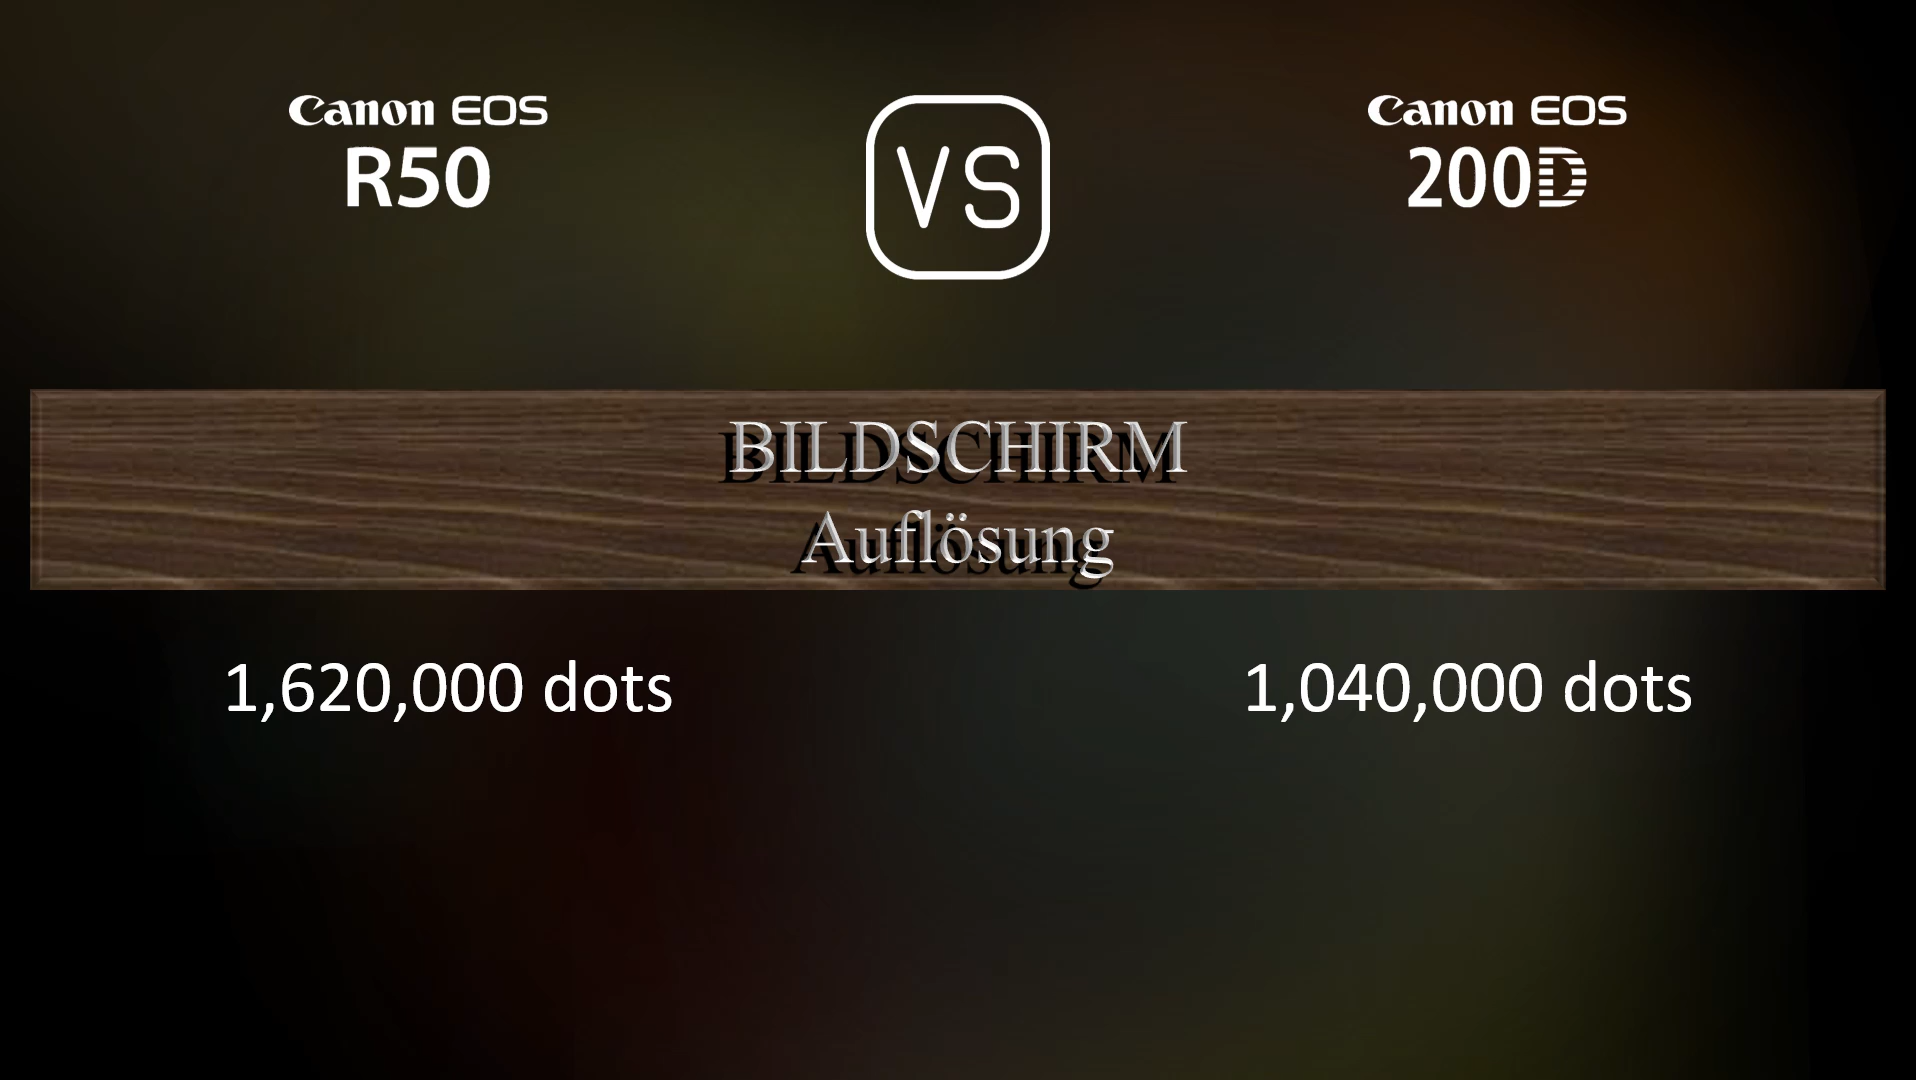 Canon EOS
R50
VS
Canon EOS
200D
BILDSCHIRM
Auflösung
1,620,000 dots
1,040,000 dots